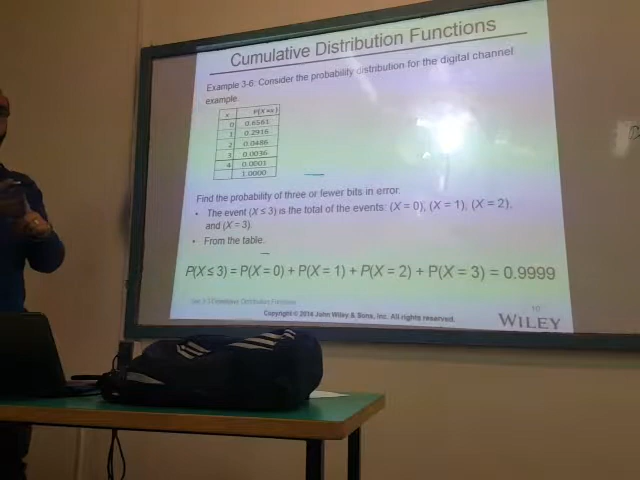 Cumulative Distribution Functions
Example 3-6: Consider the probability distribution for the digital channel
example.
x P(X =x)
0 0.6561
1 0.2916
2 0.0486
3 0.0036
4 0.0001
1.0000
Find the probability of three or fewer bits in error.
• The event (X ≤ 3) is the total of the events: (X = 0), (X = 1), (X = 2),
and (X = 3).
• From the table:
P(X ≤ 3) = P(X = 0) + P(X = 1) + P(X = 2) + P(X = 3) = 0.9999
Cumulative Distribution Functions
10
Copyright © 2014 John Wiley & Sons, Inc. All rights reserved.
WILEY